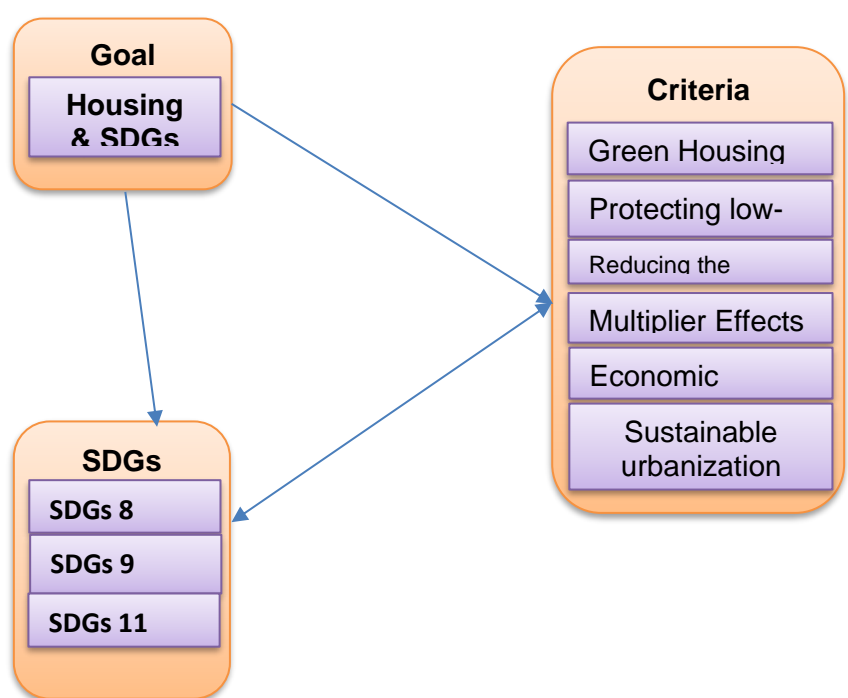 Goal
Housing
& SDGs
Criteria
Green Housing
Protecting low-
Reducing the
Multiplier Effects
Economic
Sustainable
urbanization
SDGs
SDGs 8
SDGs 9
SDGs 11